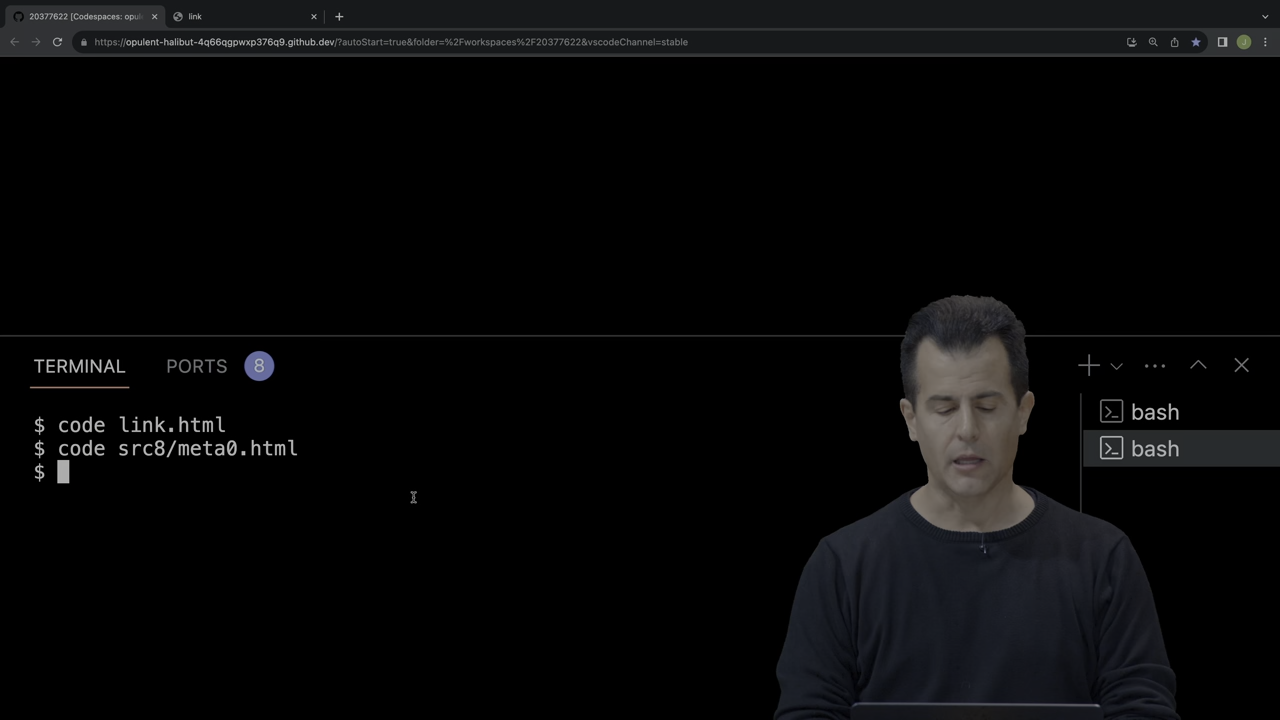 20377622 [Codespaces: opul
link
https://opulent-halibut-4q66qgpwxp376q9.github.dev/?autoStart=true&folder=%2Fworkspaces%2F20377622&vscodeChannel=stable
J
TERMINAL
PORTS
8
$ code link.html
$ code src8/meta0.html
$
bash
bash